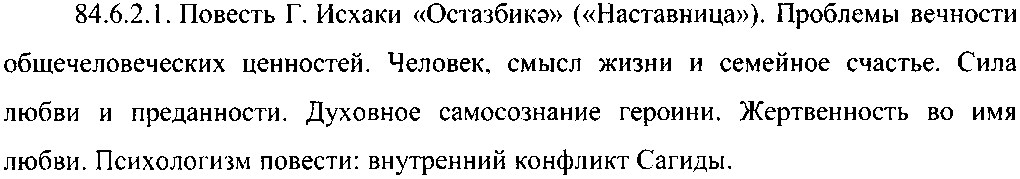 84.6.2.1. Повесть Г. Исхаки «Остазбикә» («Наставница»). Проблемы вечности
общечеловеческих ценностей. Человек, смысл жизни и семейное счастье. Сила
любви и преданности. Духовное самосознание героини. Жертвенность во имя
любви. Психологизм повести: внутренний конфликт Сагиды.